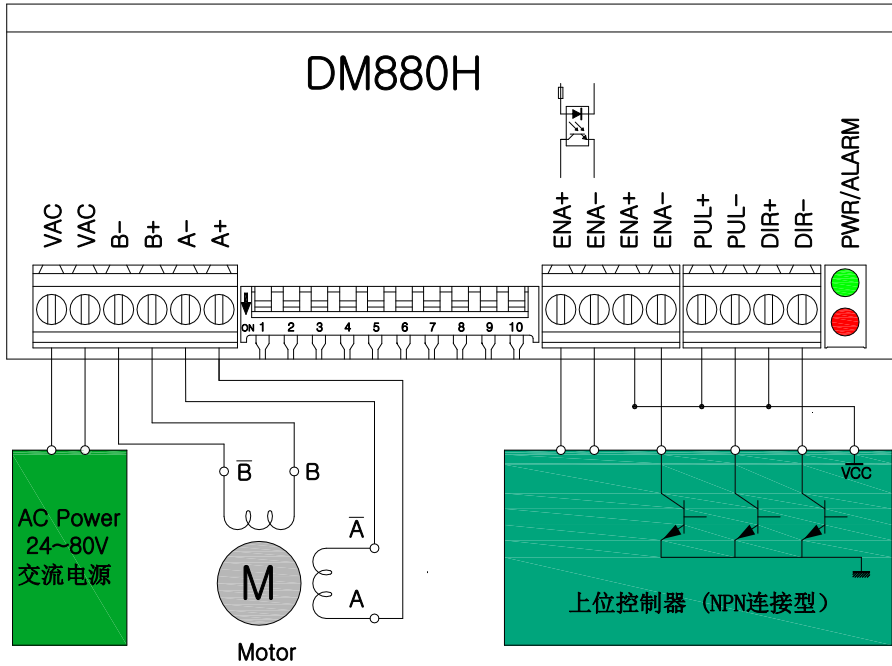 DM880H
VAC VAC B- B+ A- A+ ENA+ ENA- ENA+ ENA- PUL+ PUL- DIR+ DIR- PWR/ALARM
ON 1 2 3 4 5 6 7 8 9 10
AC Power
24~80V
交流电源
B̅ B
A̅
A
M
Motor
VCC
上位控制器 (NPN连接型)